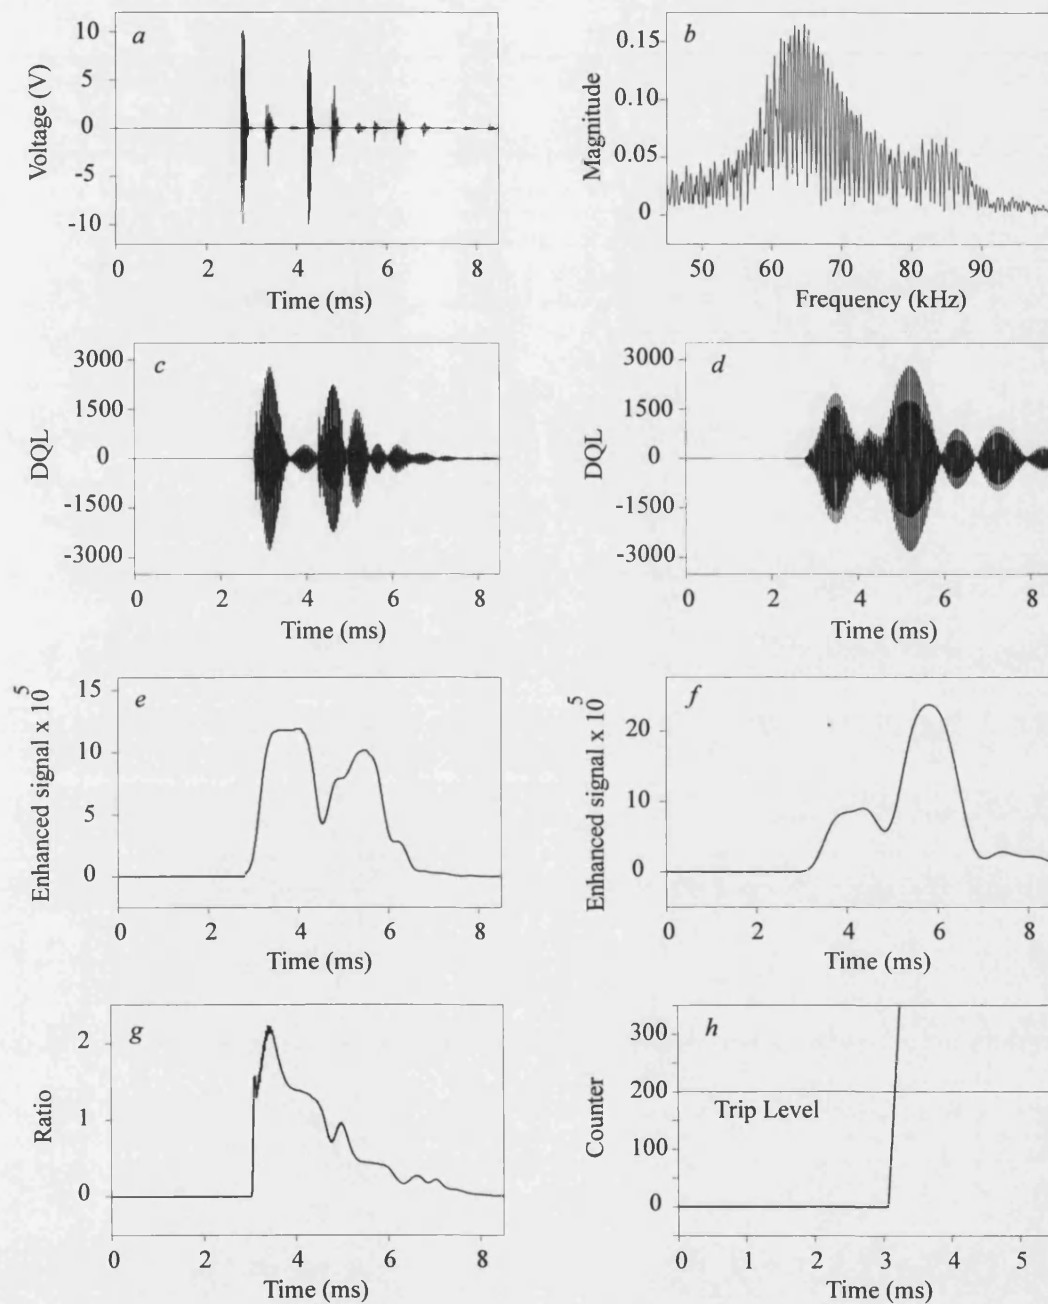 a
Voltage (V)
10
5
0
-5
-10
0 2 4 6 8
Time (ms)
b
Magnitude
0.15
0.10
0.05
0
50 60 70 80 90
Frequency (kHz)
c
DQL
3000
1500
0
-1500
-3000
0 2 4 6 8
Time (ms)
d
DQL
3000
1500
0
-1500
-3000
0 2 4 6 8
Time (ms)
e
Enhanced signal x 10^5
15
10
5
0
0 2 4 6 8
Time (ms)
f
Enhanced signal x 10^5
20
10
0
0 2 4 6 8
Time (ms)
g
Ratio
2
1
0
0 2 4 6 8
Time (ms)
h
Counter
300
200
Trip Level
100
0
0 1 2 3 4 5
Time (ms)